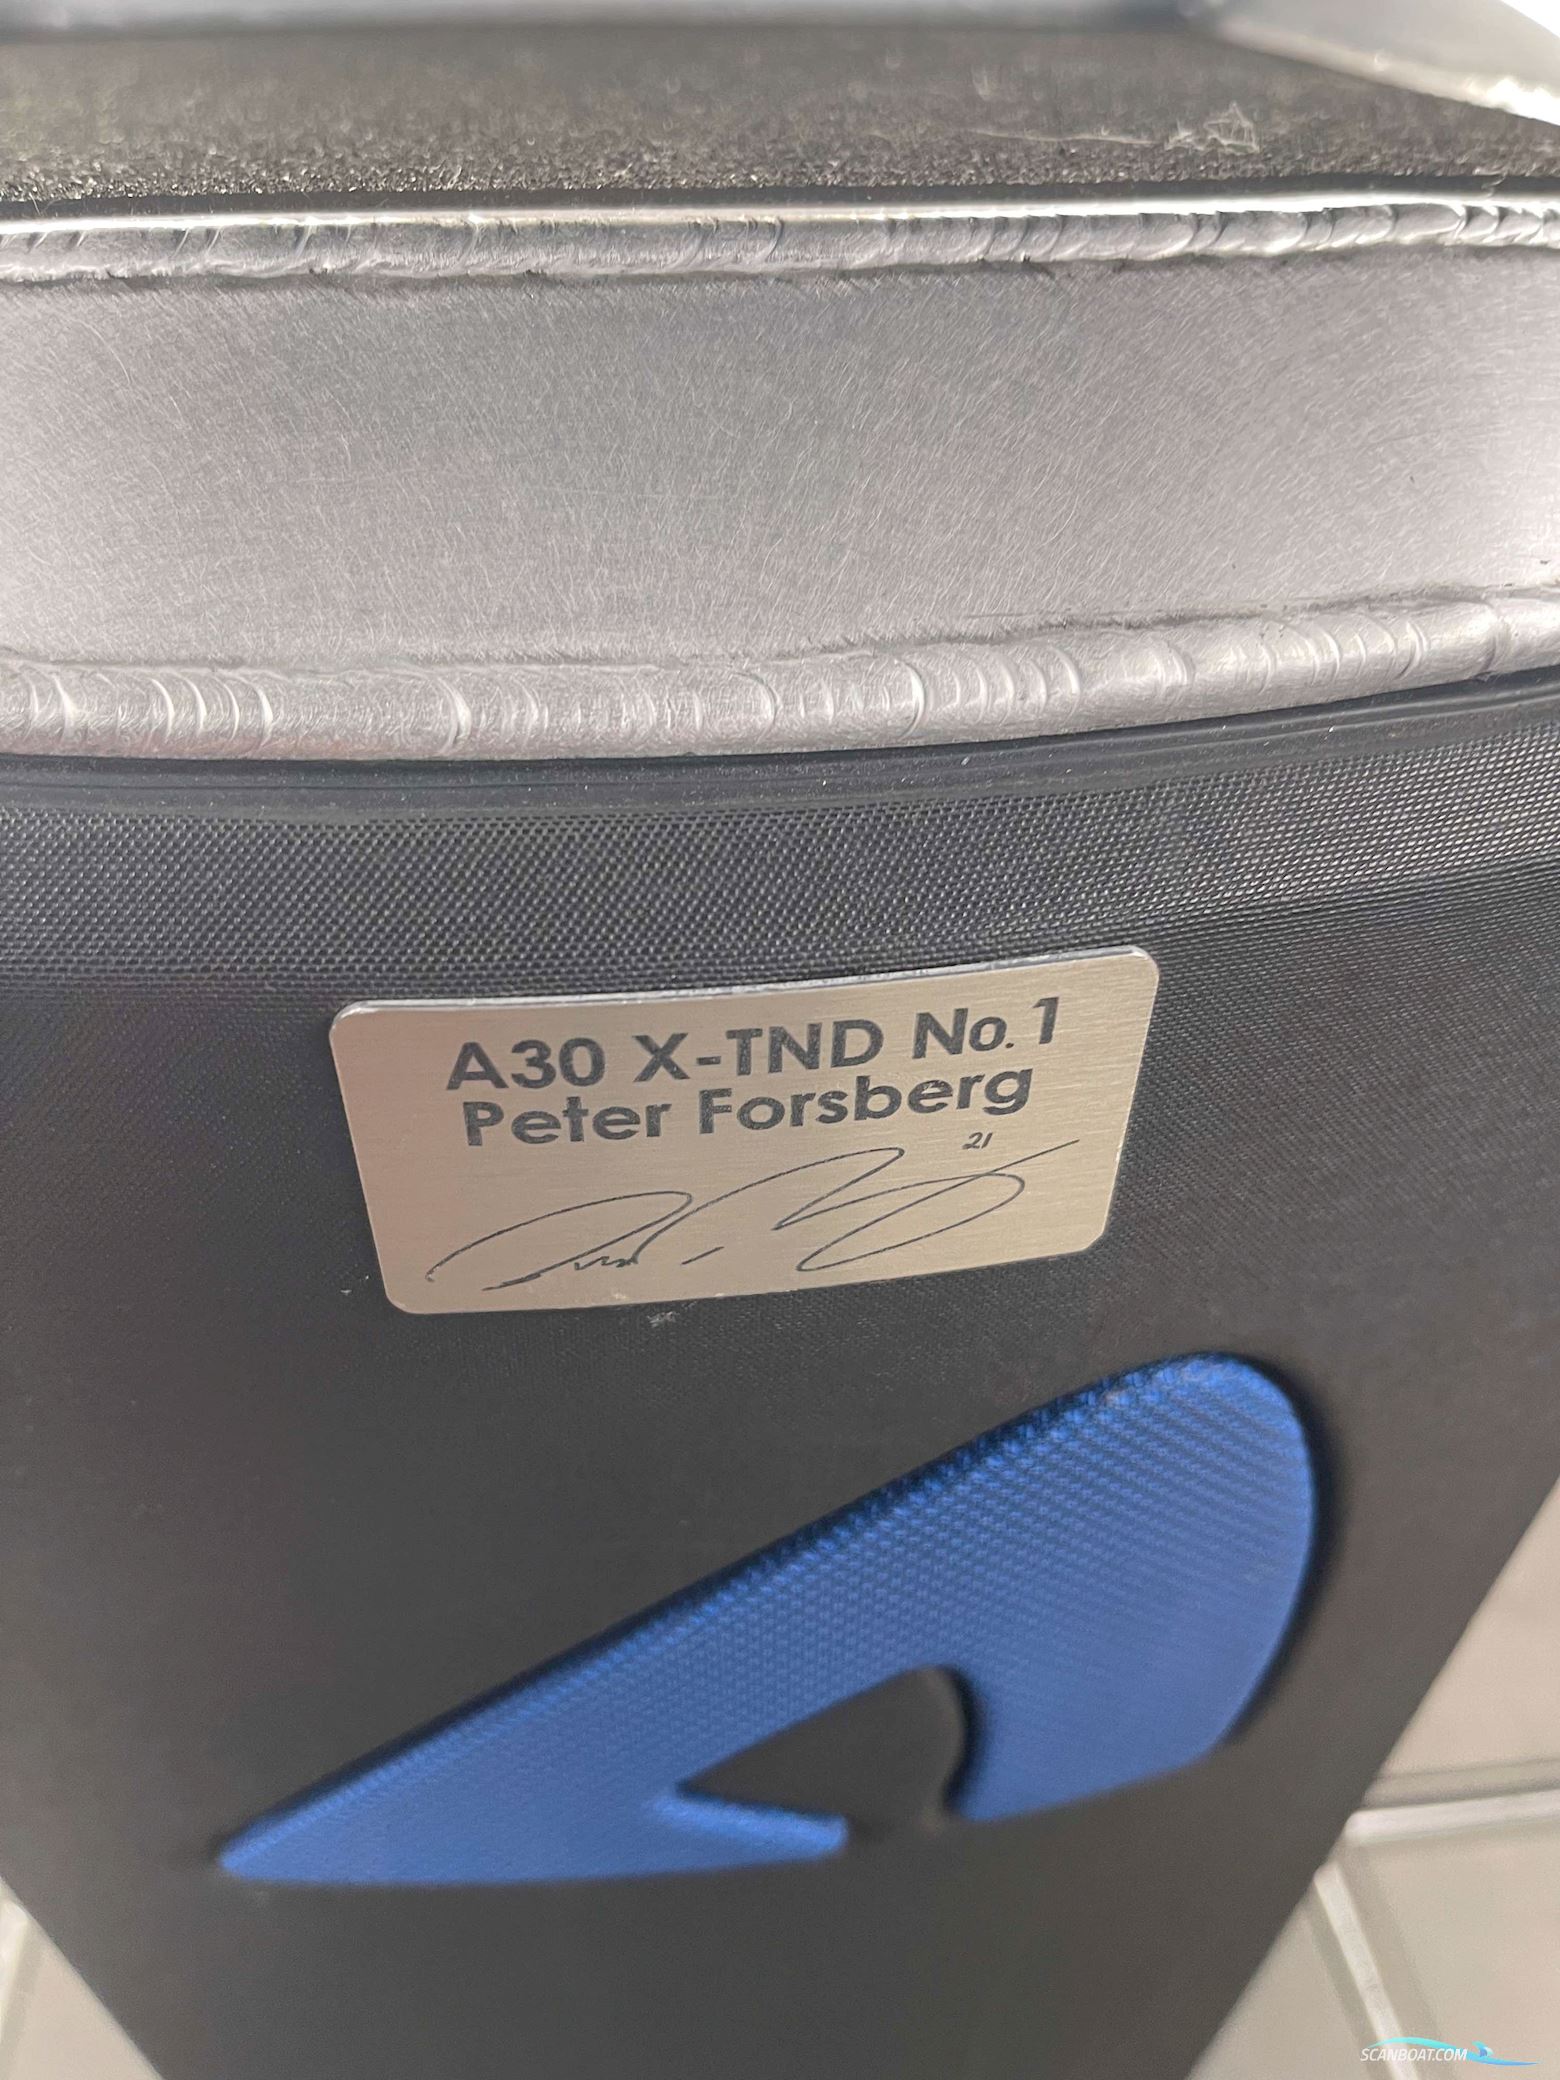 A30 X-TND No.1
Peter Forsberg
21
SCANBOAT.COM